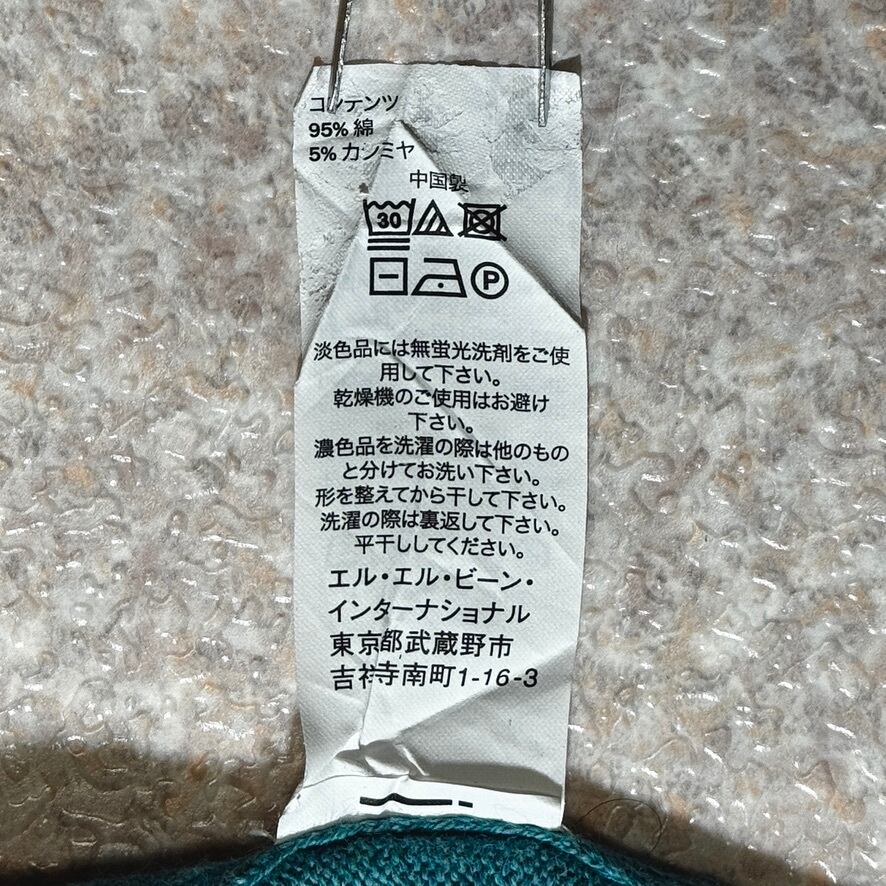 コンテンツ
95% 綿
5% カシミヤ
中国製
30
P
淡色品には無蛍光洗剤をご使
用して下さい。
乾燥機のご使用はお避け
下さい。
濃色品を洗濯の際は他のもの
と分けてお洗い下さい。
形を整えてから干して下さい。
洗濯の際は裏返して下さい。
平干ししてください。
エル・エル・ビーン・
インターナショナル
東京都武蔵野市
吉祥寺南町1-16-3